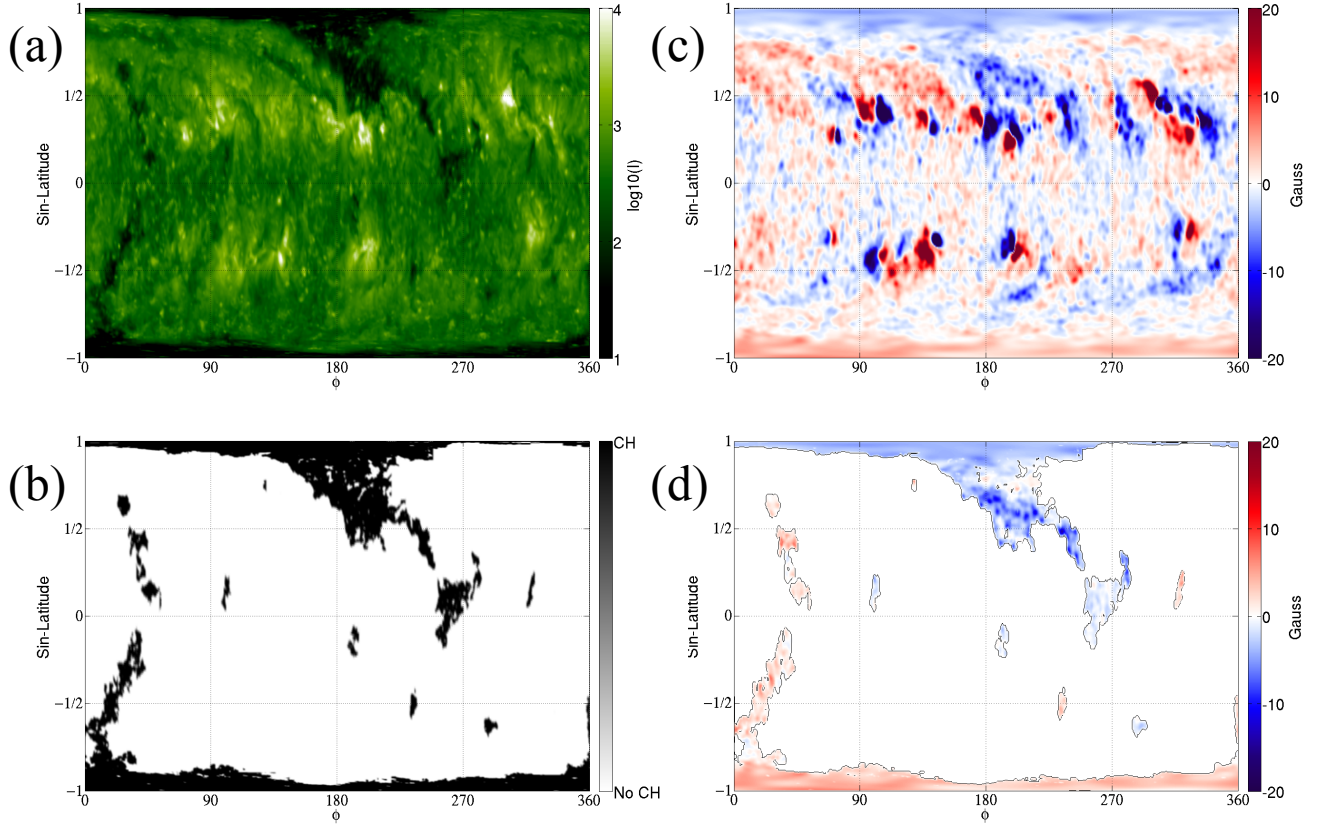 (a)
1
1/2
0
−1/2
−1
Sin-Latitude
0 90 180 270 360
ϕ
4
3
2
1
log10(I)
(c)
1
1/2
0
−1/2
−1
Sin-Latitude
0 90 180 270 360
ϕ
20
10
0
-10
-20
Gauss
(b)
1
1/2
0
−1/2
−1
Sin-Latitude
0 90 180 270 360
ϕ
CH
No CH
(d)
1
1/2
0
−1/2
−1
Sin-Latitude
0 90 180 270 360
ϕ
20
10
0
-10
-20
Gauss